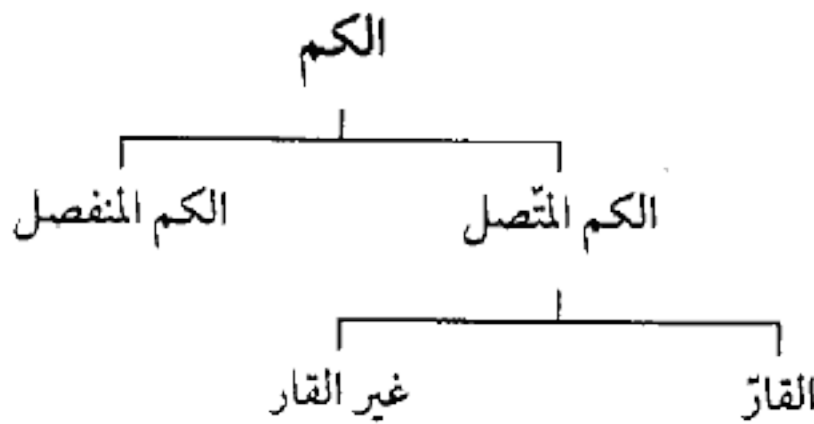 الكم
الكم المتّصل
الكم المنفصل
القارّ
غير القار